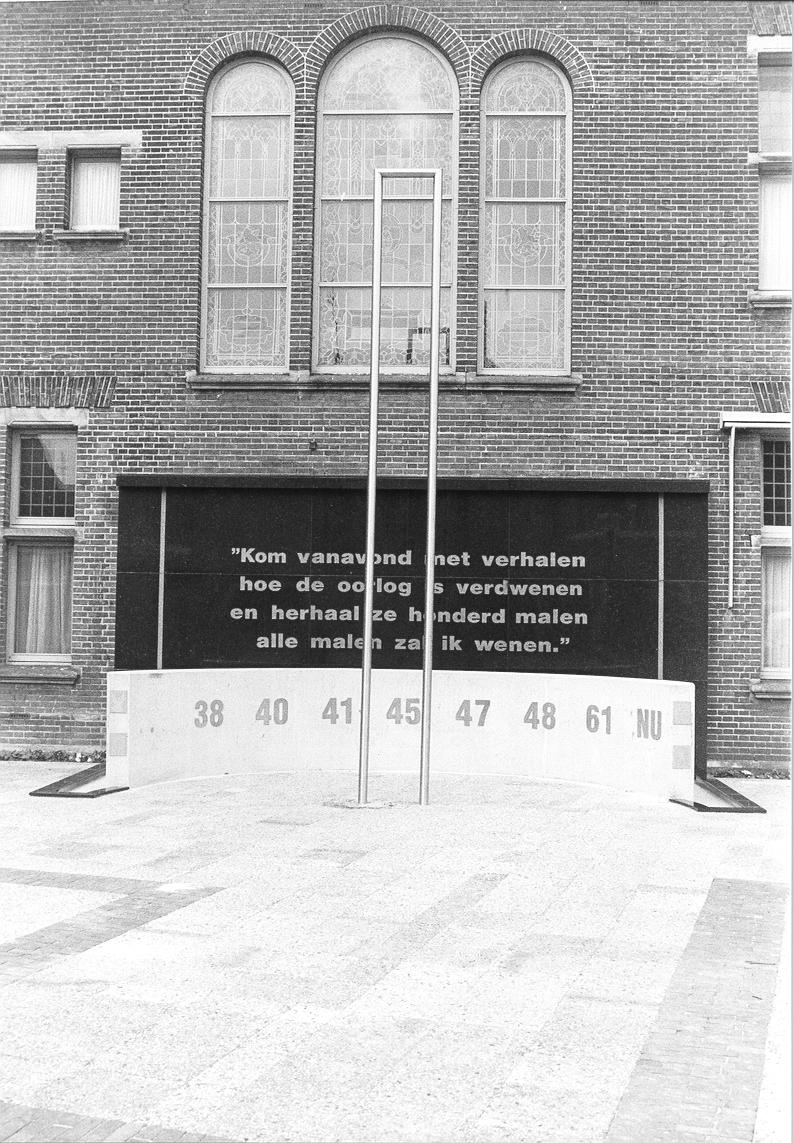 "Kom vanavond met verhalen
hoe de oorlog is verdwenen
en herhaal ze honderd malen
alle malen zal ik wenen."
38 40 41 45 47 48 61 NU